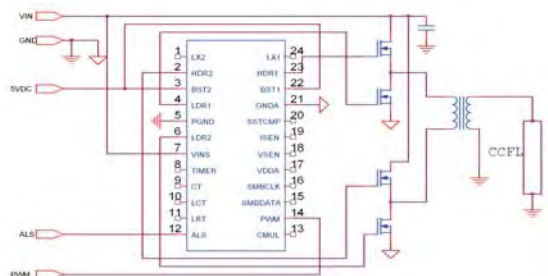 VIN
GND
5VDC
ALS
PWM
1 LX2 LX1 24
2 HDR2 HDR1 23
3 BST2 BST1 22
4 LDR1 GNDA 21
5 PGND SSTCMP 20
6 LDR2 ISEN 19
7 VINS VSEN 18
8 TIMER VDDA 17
9 CT SMBCLK 16
10 LCT SMBDATA 15
11 LRT PWM 14
12 ALS CMUL 13
CCFL